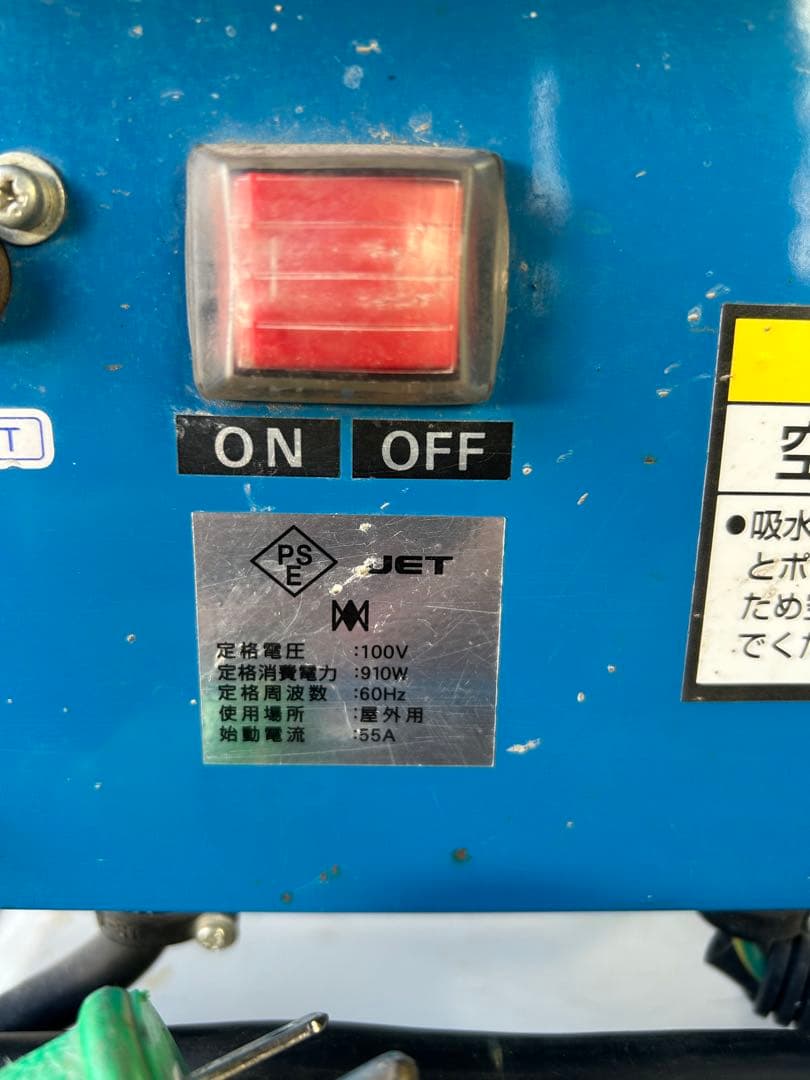 T
ON OFF
PS
E
JET
定格電圧 :100V
定格消費電力 :910W
定格周波数 :60Hz
使用場所 :屋外用
始動電流 :55A
空
●吸水
とポ
ため
でくだ